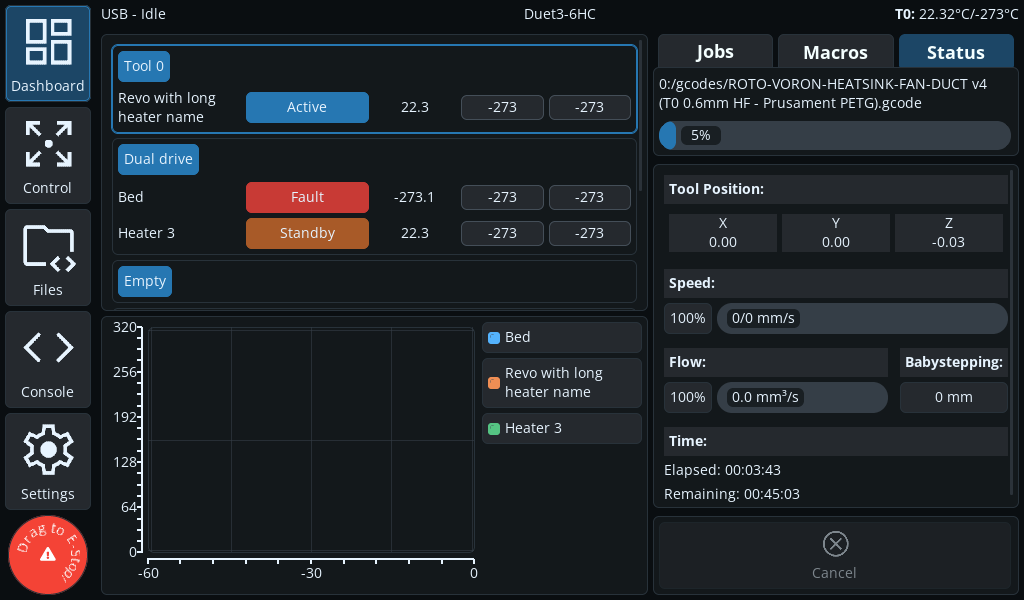 USB - Idle
Duet3-6HC
T0: 22.32°C/-273°C
Dashboard
Control
Files
Console
Settings
Drag to E-Stop!
Tool 0
Revo with long
heater name
Active
22.3
-273
-273
Dual drive
Bed
Fault
-273.1
-273
-273
Heater 3
Standby
22.3
-273
-273
Empty
320
256
192
128
64
0
-60
-30
0
Bed
Revo with long
heater name
Heater 3
Jobs
Macros
Status
0:/gcodes/ROTO-VORON-HEATSINK-FAN-DUCT v4
(T0 0.6mm HF - Prusament PETG).gcode
5%
Tool Position:
X
0.00
Y
0.00
Z
-0.03
Speed:
100%
0/0 mm/s
Flow:
100%
0.0 mm³/s
Babystepping:
0 mm
Time:
Elapsed: 00:03:43
Remaining: 00:45:03
Cancel